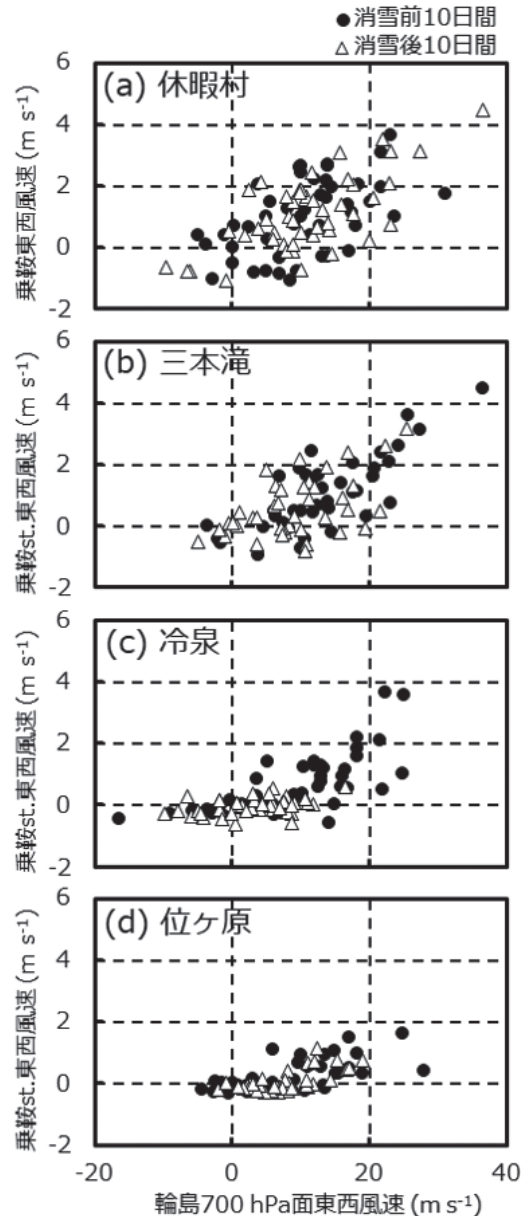 ●消雪前10日間
△消雪後10日間
(a) 休暇村
乗鞍東西風速 (m s-1)
6
4
2
0
-2
(b) 三本滝
乗鞍st.東西風速 (m s-1)
6
4
2
0
-2
(c) 冷泉
乗鞍st.東西風速 (m s-1)
6
4
2
0
-2
(d) 位ヶ原
乗鞍st.東西風速 (m s-1)
6
4
2
0
-2
-20 0 20 40
輪島700 hPa面東西風速 (m s-1)